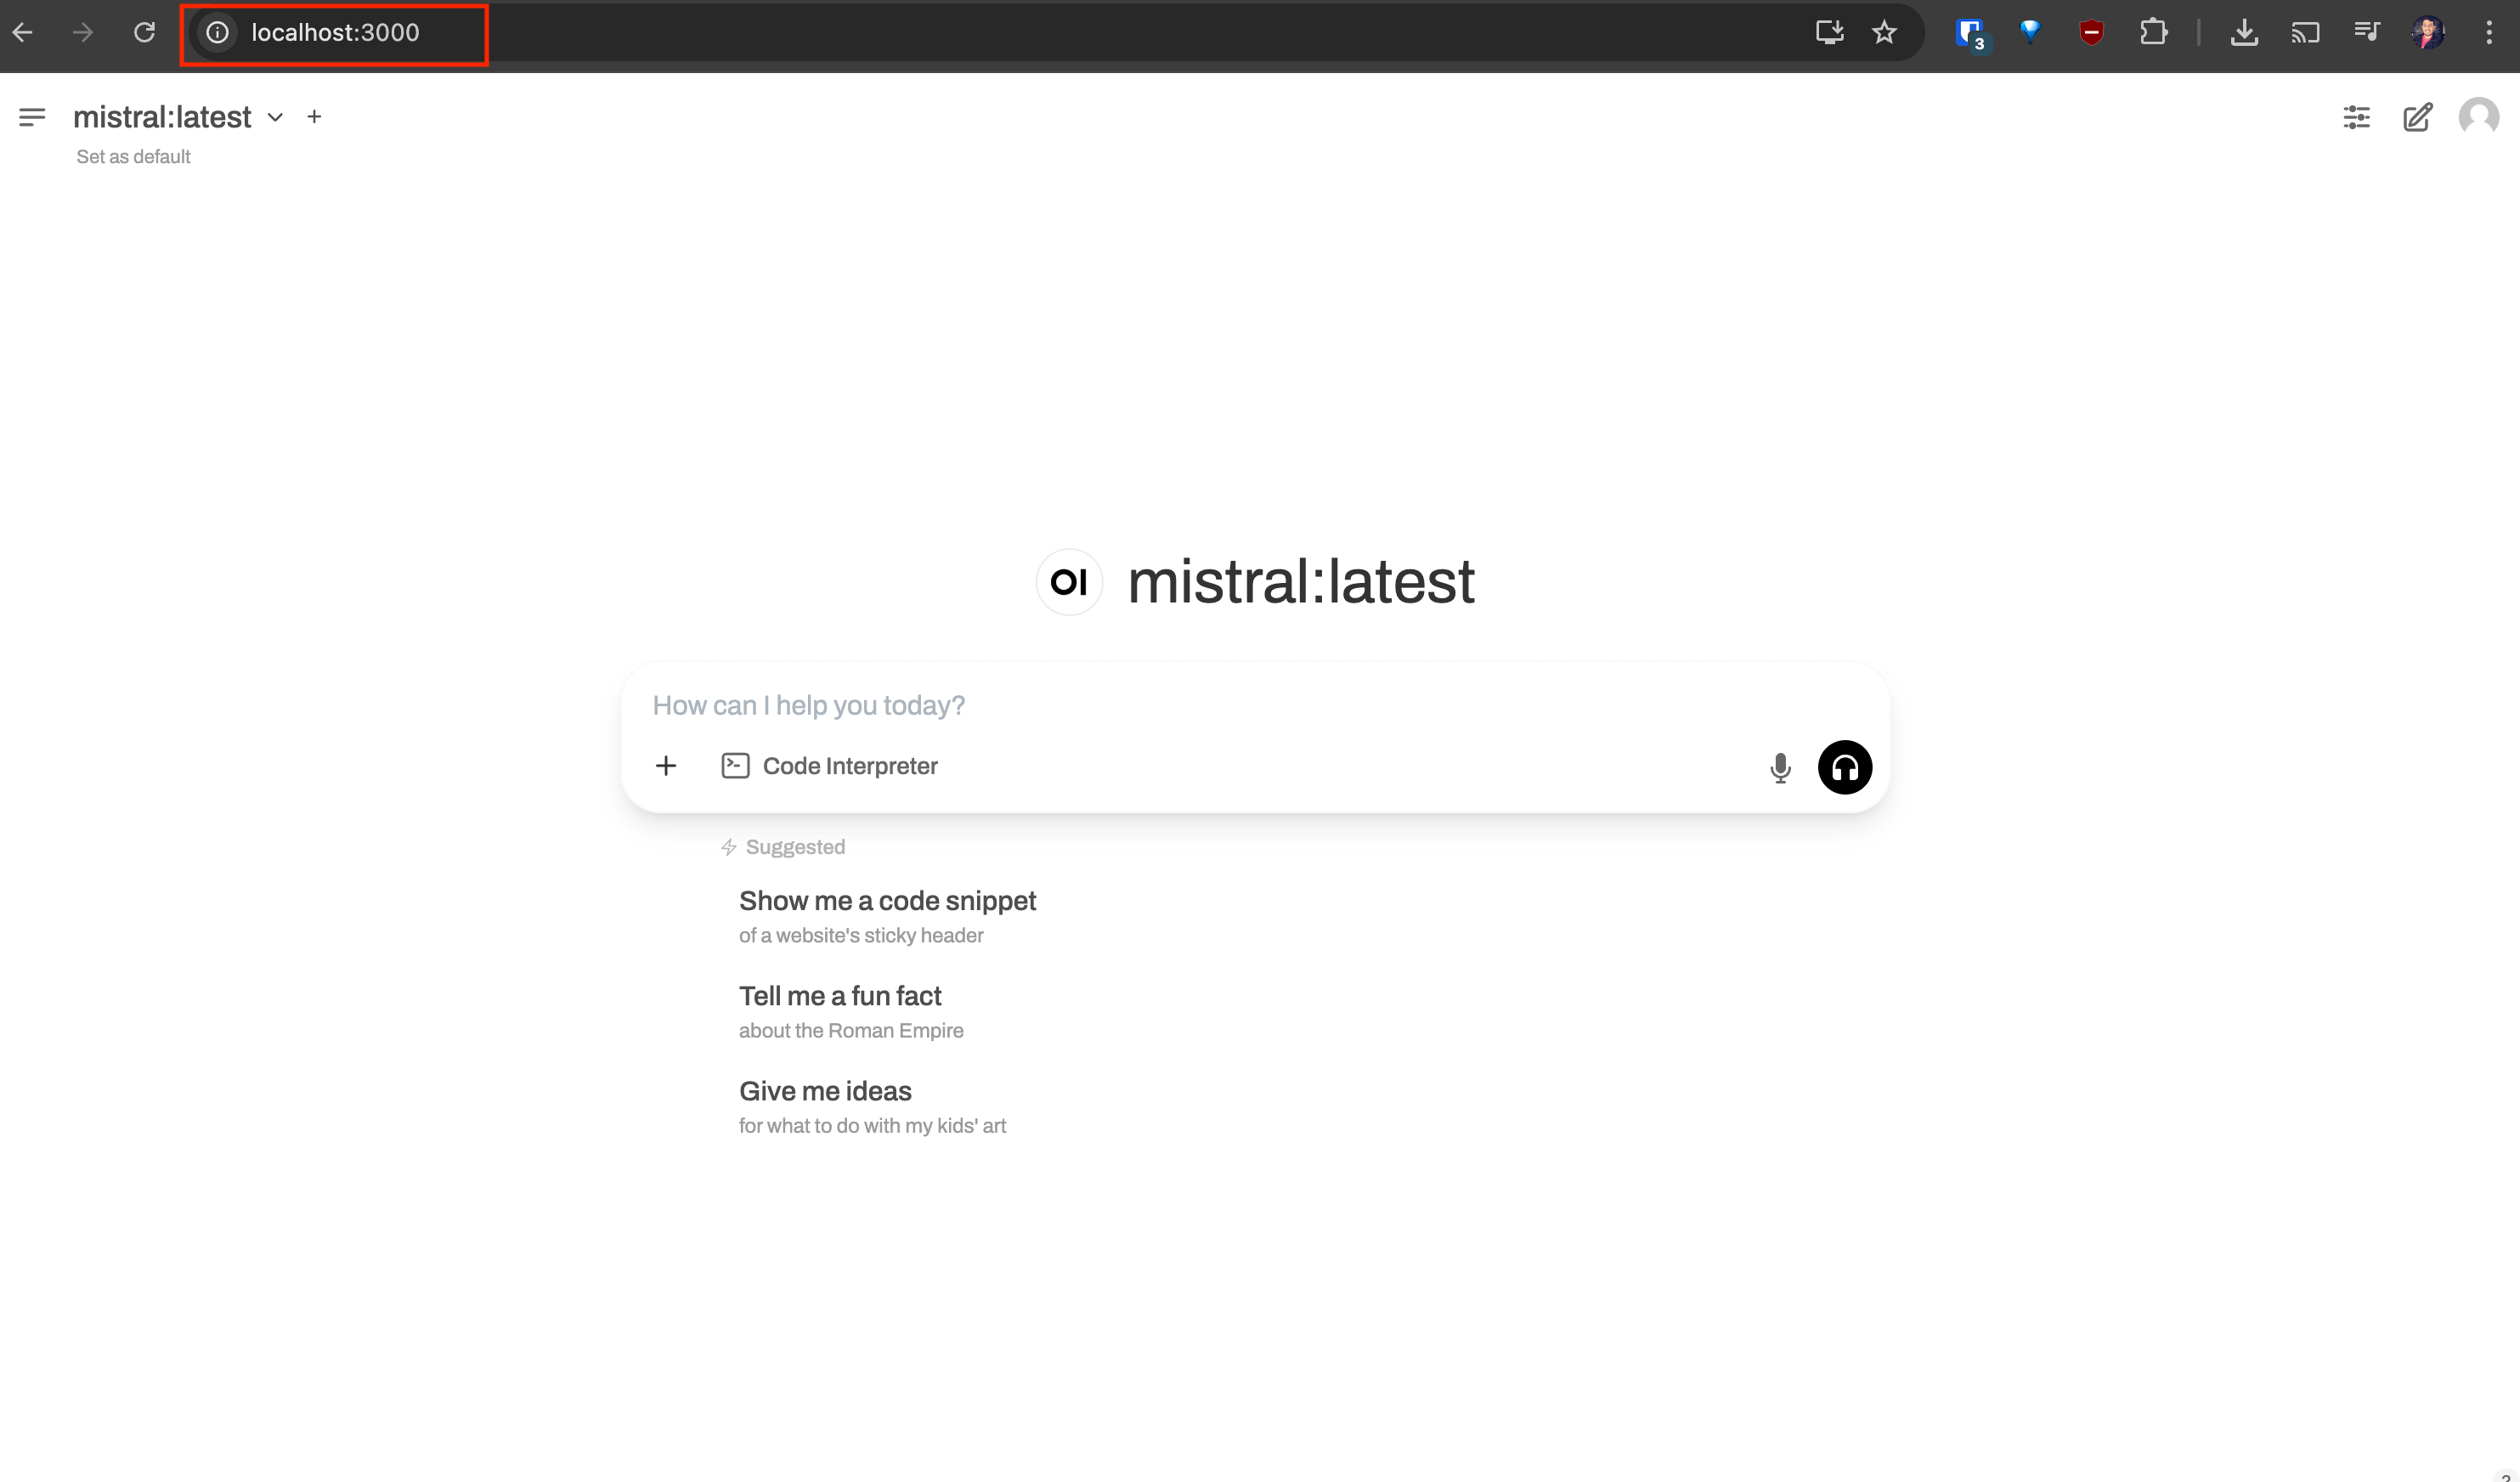 localhost:3000
3
mistral:latest
Set as default
OI
mistral:latest
How can I help you today?
Code Interpreter
Suggested
Show me a code snippet
of a website's sticky header
Tell me a fun fact
about the Roman Empire
Give me ideas
for what to do with my kids' art
?